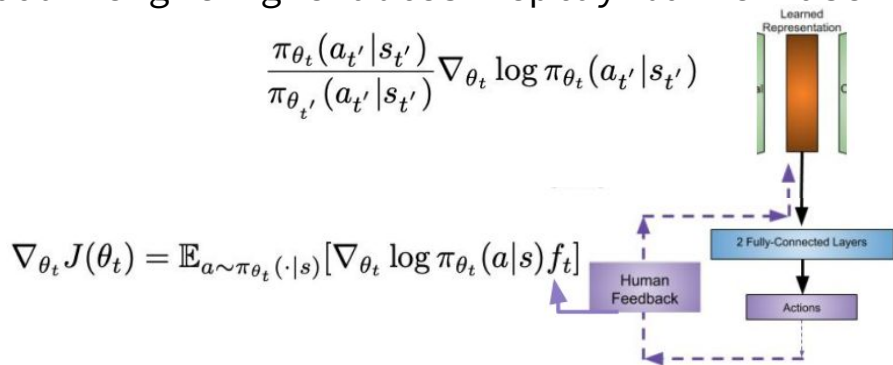 Learned
Representation
\frac{\pi_{\theta_t}(a_{t'}|s_{t'})}{\pi_{\theta_{t'}}(a_{t'}|s_{t'})} \nabla_{\theta_t} \log \pi_{\theta_t}(a_{t'}|s_{t'})
2 Fully-Connected Layers
\nabla_{\theta_t} J(\theta_t) = \mathbb{E}_{a \sim \pi_{\theta_t}(\cdot|s)}[\nabla_{\theta_t} \log \pi_{\theta_t}(a|s) f_t]
Human
Feedback
Actions